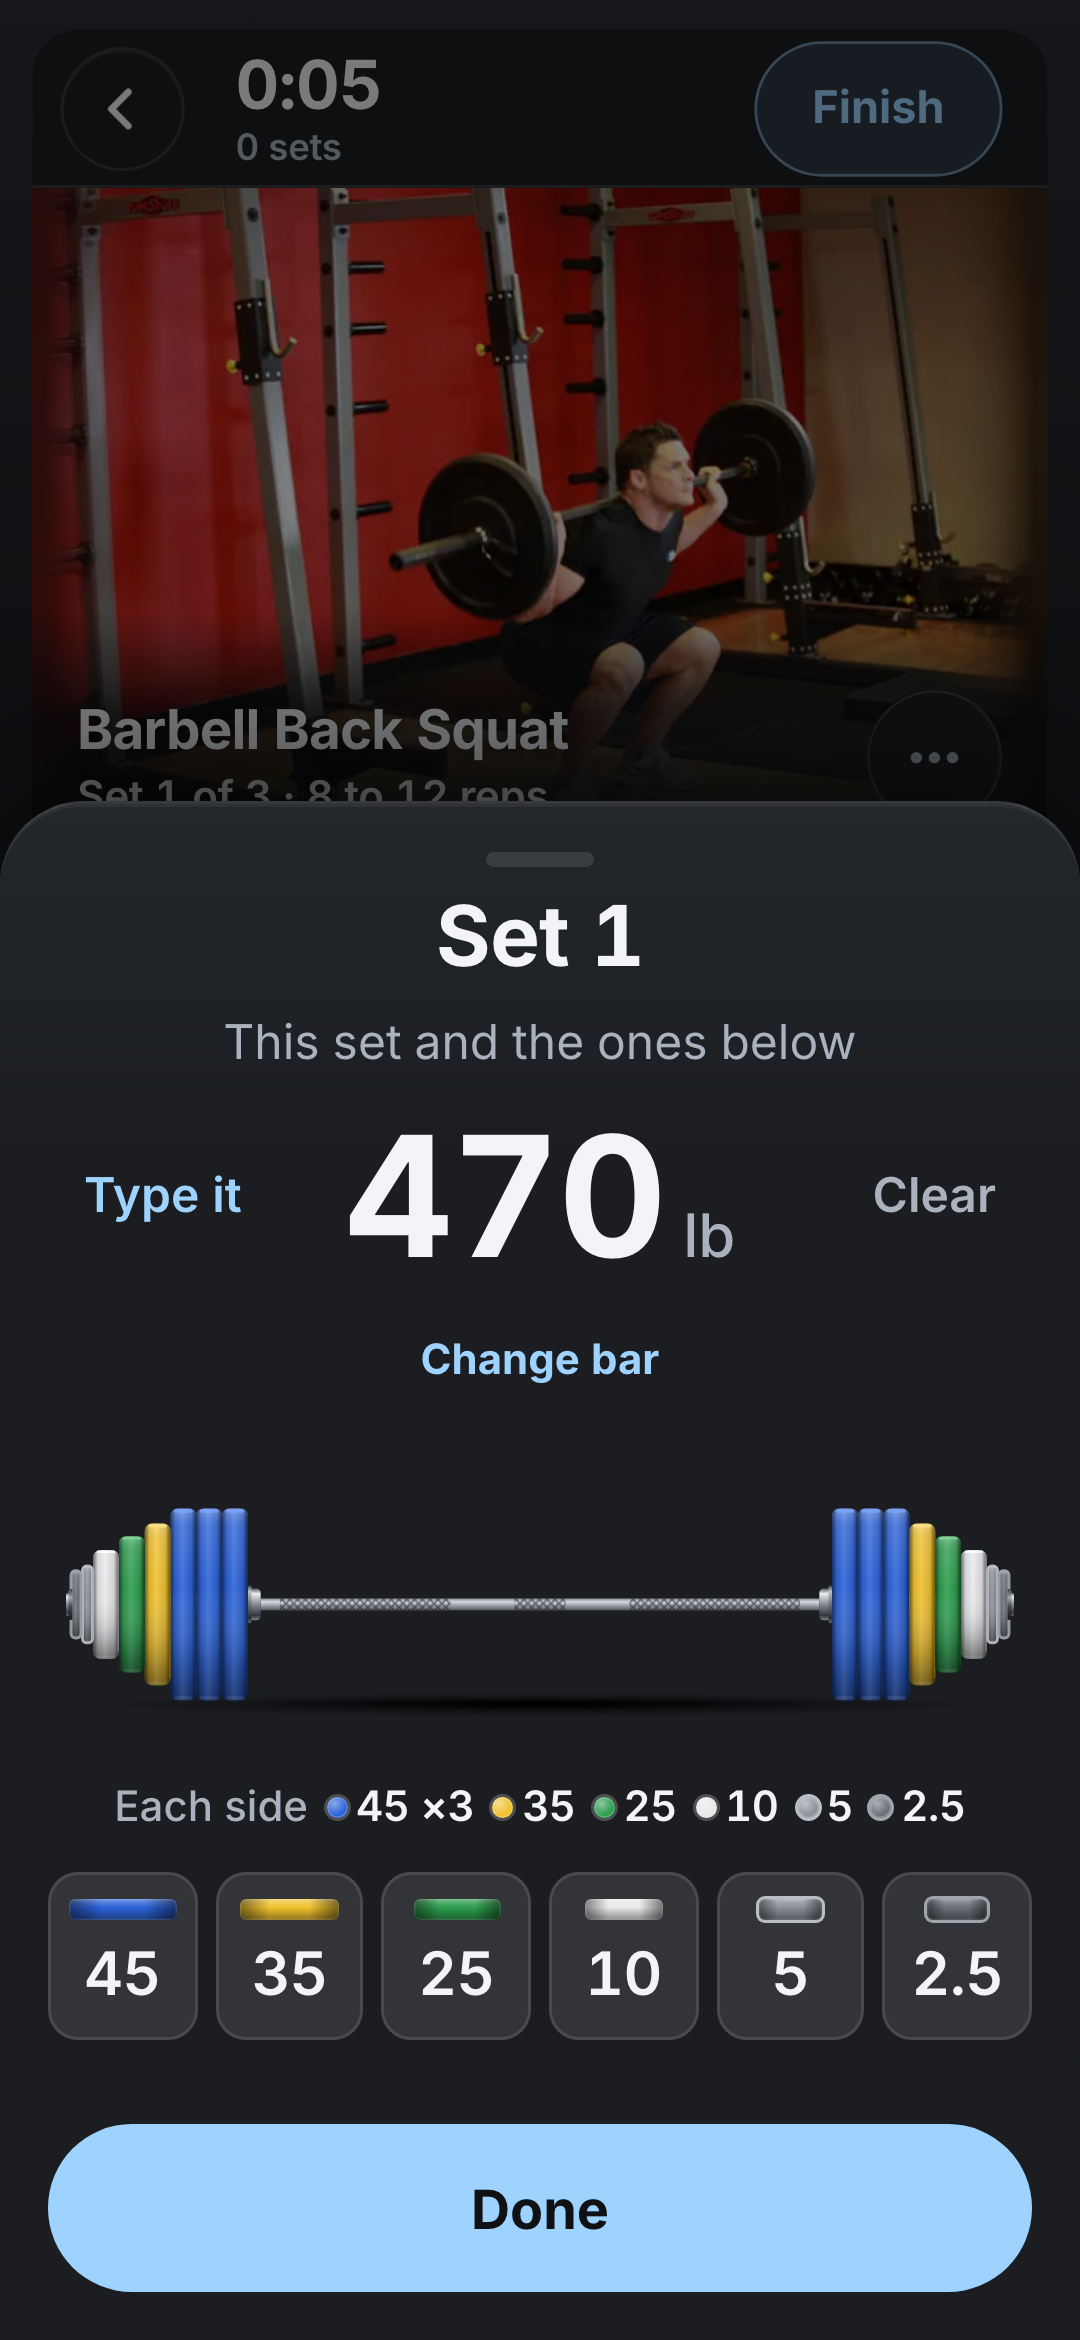 0:05
0 sets
Finish
Barbell Back Squat
Set 1 of 3 · 8 to 12 reps
Set 1
This set and the ones below
Type it
470 lb
Clear
Change bar
Each side 45 ×3 35 25 10 5 2.5
45 35 25 10 5 2.5
Done